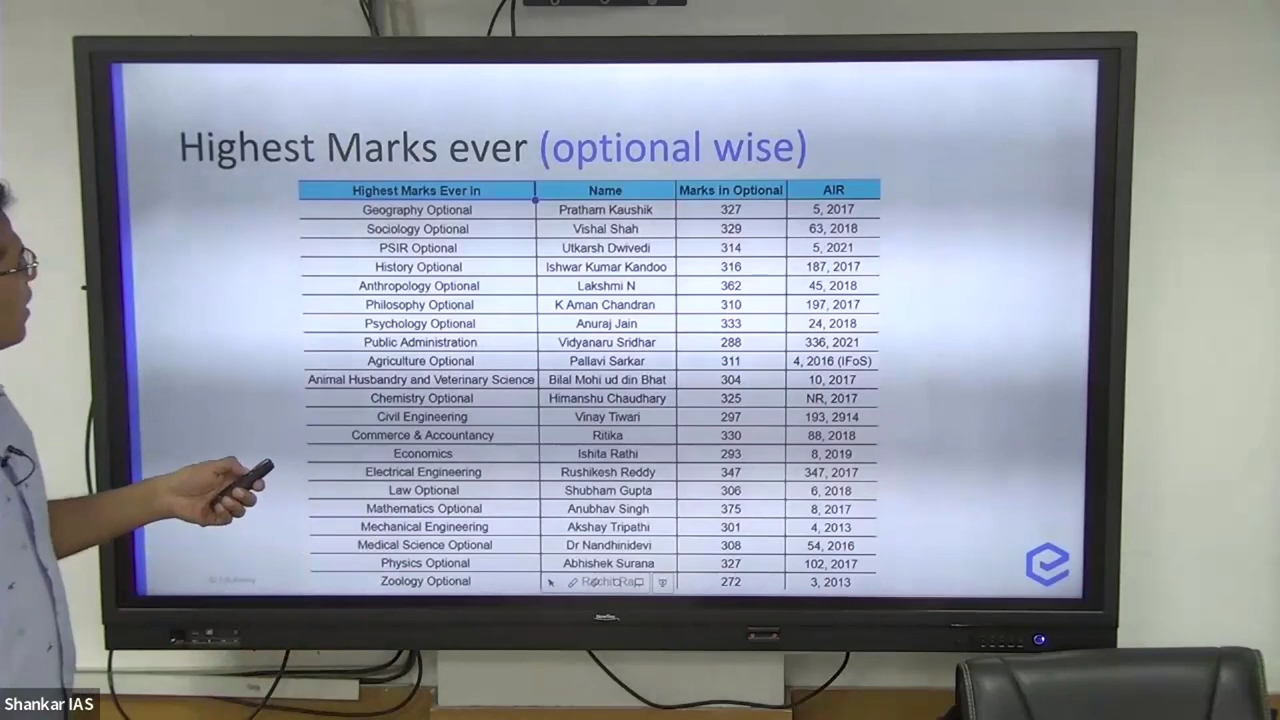 Highest Marks ever (optional wise)
Highest Marks Ever in Name Marks in Optional AIR
Geography Optional Pratham Kaushik 327 5, 2017
Sociology Optional Vishal Shah 329 63, 2018
PSIR Optional Utkarsh Dwivedi 314 5, 2021
History Optional Ishwar Kumar Kandoo 316 187, 2017
Anthropology Optional Lakshmi N 362 45, 2018
Philosophy Optional K Aman Chandran 310 197, 2017
Psychology Optional Anuraj Jain 333 24, 2018
Public Administration Vidyanaru Sridhar 288 336, 2021
Agriculture Optional Pallavi Sarkar 311 4, 2016 (IFoS)
Animal Husbandry and Veterinary Science Bilal Mohi ud din Bhat 304 10, 2017
Chemistry Optional Himanshu Chaudhary 325 NR, 2017
Civil Engineering Vinay Tiwari 297 193, 2914
Commerce & Accountancy Ritika 330 88, 2018
Economics Ishita Rathi 293 8, 2019
Electrical Engineering Rushikesh Reddy 347 347, 2017
Law Optional Shubham Gupta 306 6, 2018
Mathematics Optional Anubhav Singh 375 8, 2017
Mechanical Engineering Akshay Tripathi 301 4, 2013
Medical Science Optional Dr Nandhinidevi 308 54, 2016
Physics Optional Abhishek Surana 327 102, 2017
Zoology Optional 272 3, 2013
Shankar IAS